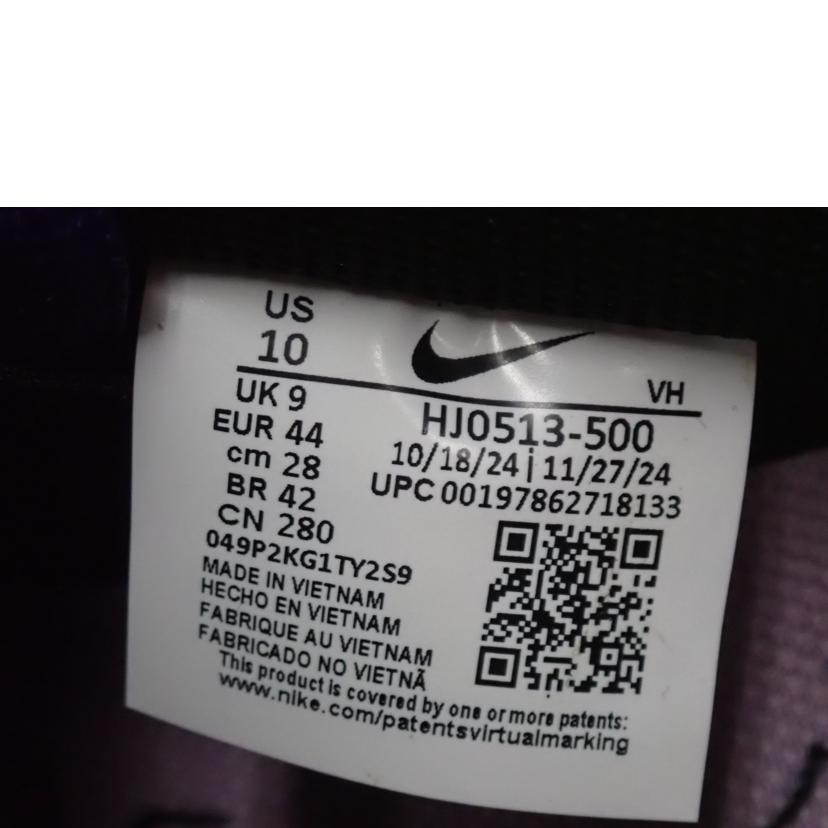 US
10
VH
UK 9
EUR 44
cm 28
BR 42
CN 280
HJ0513-500
10/18/24 | 11/27/24
UPC 00197862718133
049P2KG1TY2S9
MADE IN VIETNAM
HECHO EN VIETNAM
FABRIQUE AU VIETNAM
FABRICADO NO VIETNÃ
This product is covered by one or more patents:
www.nike.com/patentsvirtualmarking